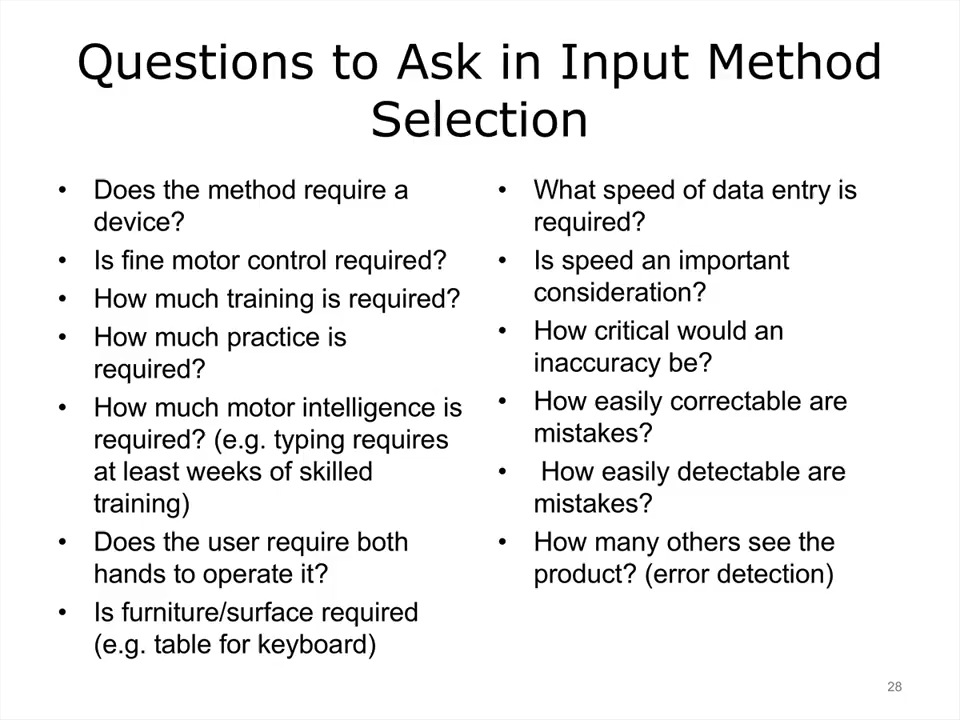 Questions to Ask in Input Method
Selection
• Does the method require a
device?
• Is fine motor control required?
• How much training is required?
• How much practice is
required?
• How much motor intelligence is
required? (e.g. typing requires
at least weeks of skilled
training)
• Does the user require both
hands to operate it?
• Is furniture/surface required
(e.g. table for keyboard)
• What speed of data entry is
required?
• Is speed an important
consideration?
• How critical would an
inaccuracy be?
• How easily correctable are
mistakes?
• How easily detectable are
mistakes?
• How many others see the
product? (error detection)
28